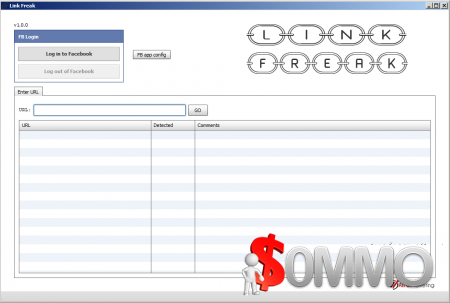 Link Freak
v1.0.0
FB Login
Log in to Facebook
Log out of Facebook
FB app config
LINK
FREAK
Enter URL
URL:
GO
URL Detected Comments
$OMMO